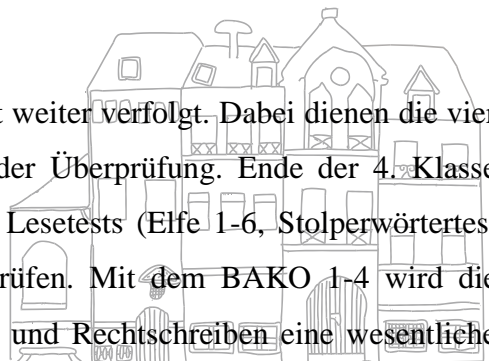 t weiter verfolgt. Dabei dienen die vier
der Überprüfung. Ende der 4. Klasse
Lesetests (Elfe 1-6, Stolperwörtertes
rüfen. Mit dem BAKO 1-4 wird die
und Rechtschreiben eine wesentliche